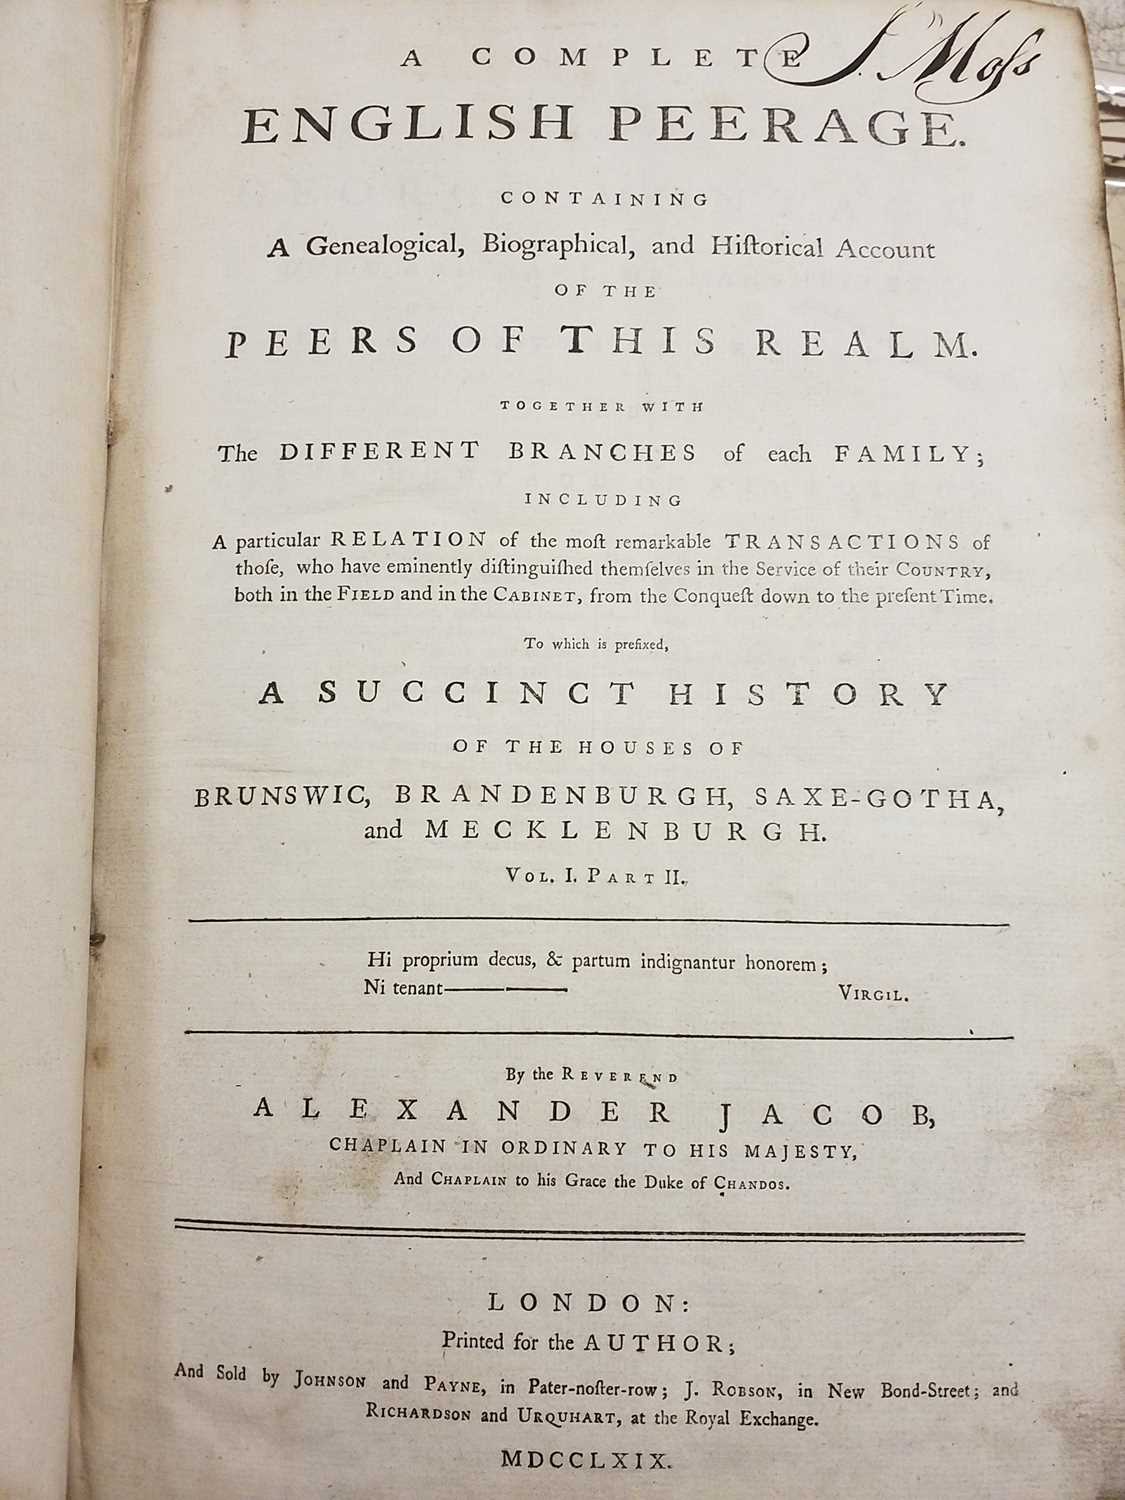 J. Moſs
A COMPLETE
ENGLISH PEERAGE.
CONTAINING
A Genealogical, Biographical, and Hiſtorical Account
OF THE
PEERS OF THIS REALM.
TOGETHER WITH
The DIFFERENT BRANCHES of each FAMILY;
INCLUDING
A particular RELATION of the moſt remarkable TRANSACTIONS of
thoſe, who have eminently diſtinguiſhed themſelves in the Service of their COUNTRY,
both in the FIELD and in the CABINET, from the Conqueſt down to the preſent Time.
To which is prefixed,
A SUCCINCT HISTORY
OF THE HOUSES OF
BRUNSWIC, BRANDENBURGH, SAXE-GOTHA,
and MECKLENBURGH.
VOL. I. PART II.
Hi proprium decus, & partum indignantur honorem;
Ni tenant——— VIRGIL.
By the REVEREND
ALEXANDER JACOB,
CHAPLAIN IN ORDINARY TO HIS MAJESTY,
And CHAPLAIN to his Grace the Duke of CHANDOS.
LONDON:
Printed for the AUTHOR;
And Sold by JOHNSON and PAYNE, in Pater-noſter-row; J. ROBSON, in New Bond-Street; and
RICHARDSON and URQUHART, at the Royal Exchange.
MDCCLXIX.